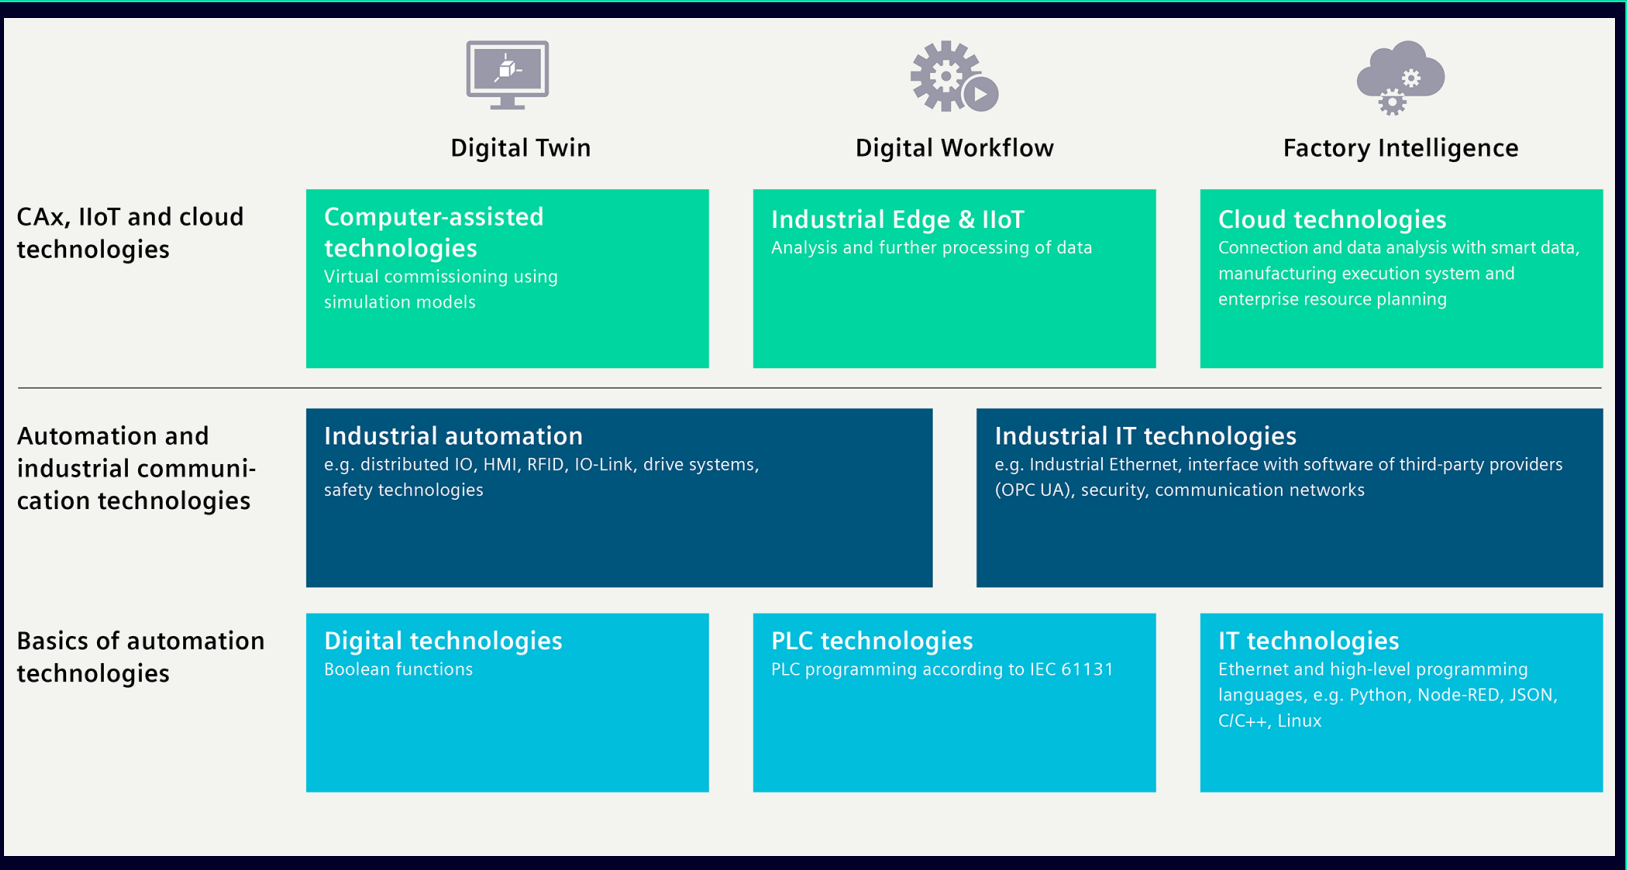 Digital Twin
Digital Workflow
Factory Intelligence
CAx, IIoT and cloud
technologies
Computer-assisted
technologies
Virtual commissioning using
simulation models
Industrial Edge & IIoT
Analysis and further processing of data
Cloud technologies
Connection and data analysis with smart data,
manufacturing execution system and
enterprise resource planning
Automation and
industrial communi-
cation technologies
Industrial automation
e.g. distributed IO, HMI, RFID, IO-Link, drive systems,
safety technologies
Industrial IT technologies
e.g. Industrial Ethernet, interface with software of third-party providers
(OPC UA), security, communication networks
Basics of automation
technologies
Digital technologies
Boolean functions
PLC technologies
PLC programming according to IEC 61131
IT technologies
Ethernet and high-level programming
languages, e.g. Python, Node-RED, JSON,
C/C++, Linux